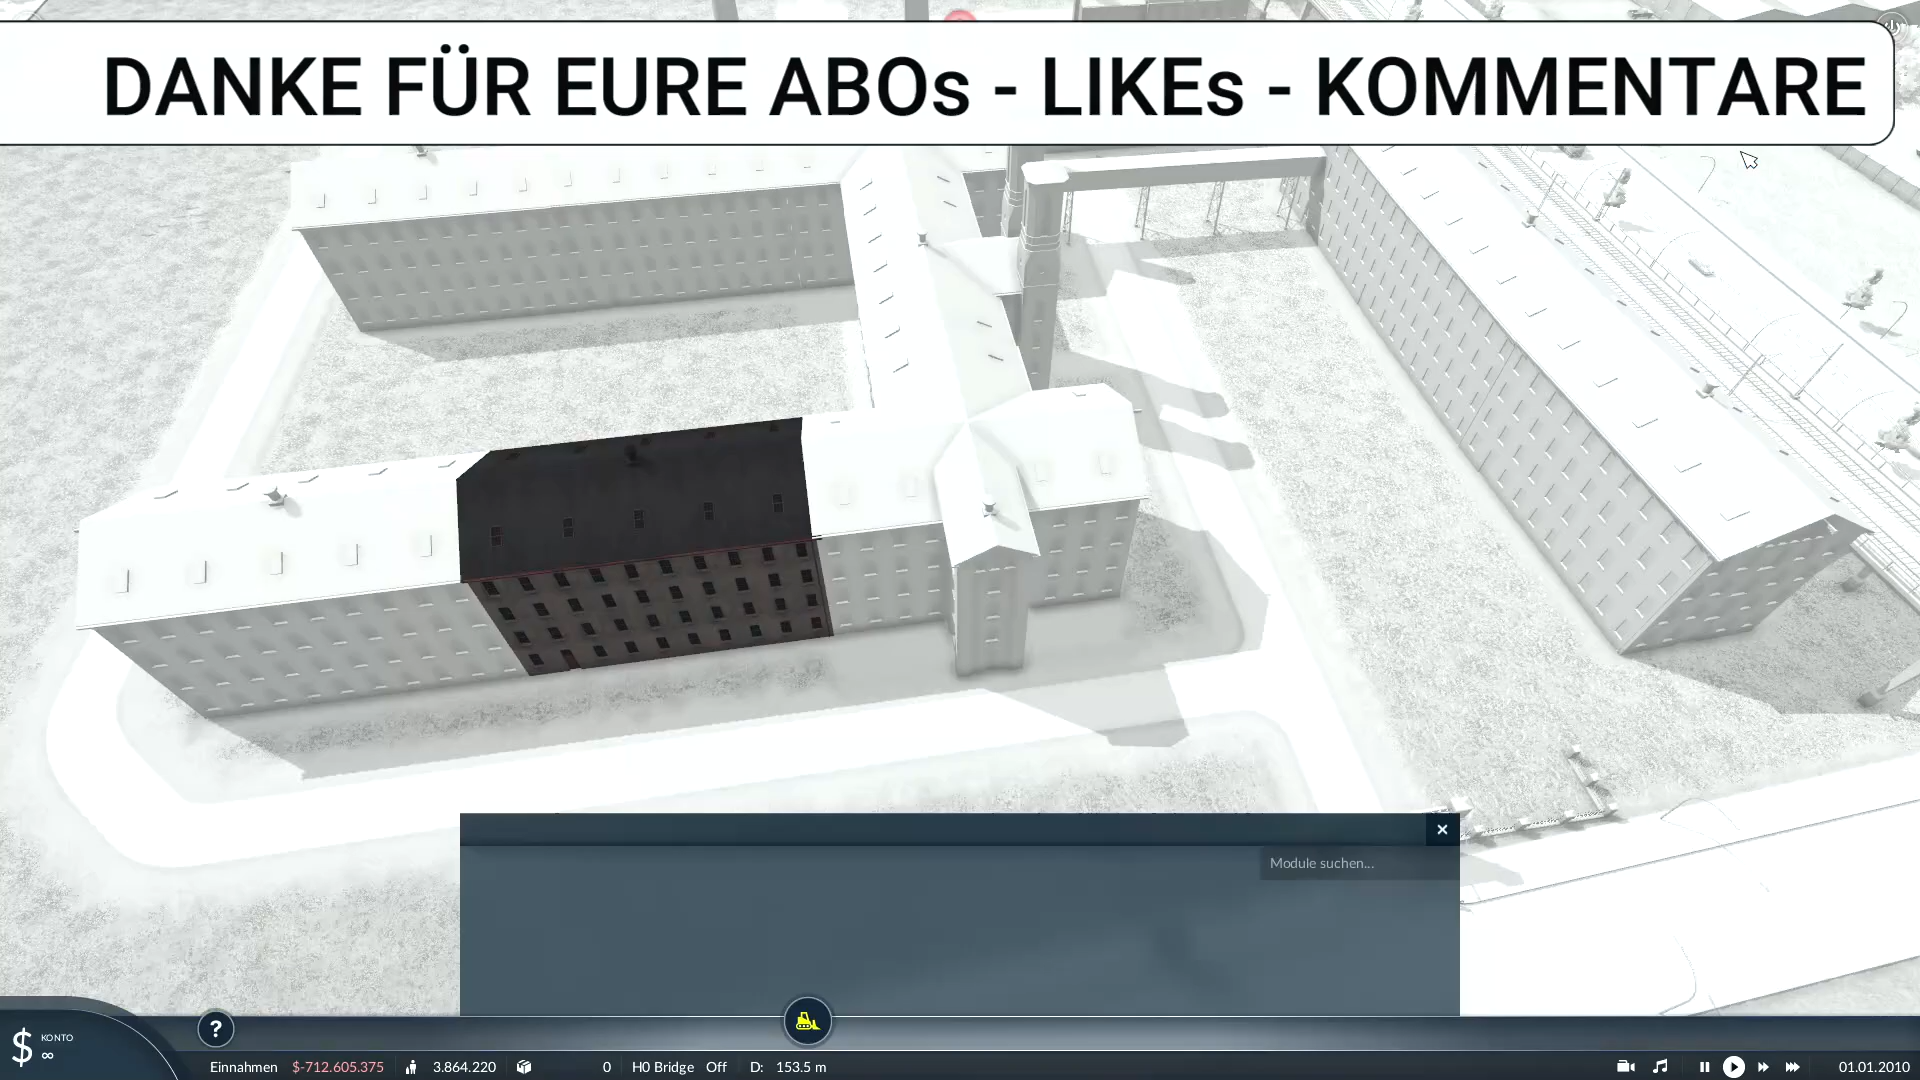 DANKE FÜR EURE ABOs - LIKEs - KOMMENTARE
Module suchen...
KONTO
∞
Einnahmen $-712.605.375 3.864.220 0 H0 Bridge Off D: 153.5 m 01.01.2010